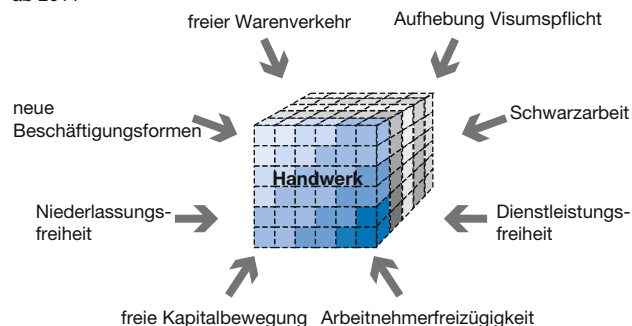 freier Warenverkehr
Aufhebung Visumspflicht
neue
Beschäftigungsformen
Schwarzarbeit
Handwerk
Niederlassungs-
freiheit
Dienstleistungs-
freiheit
freie Kapitalbewegung
Arbeitnehmerfreizügigkeit